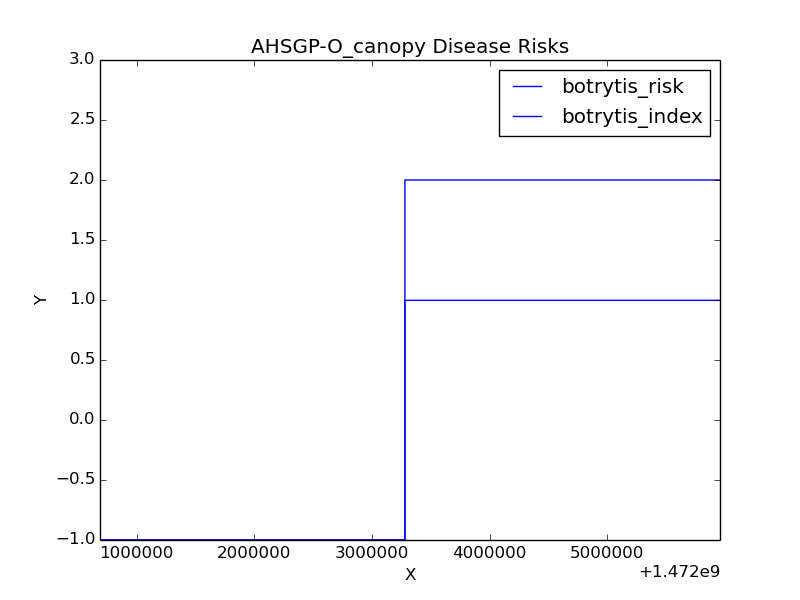 AHSGP-O_canopy Disease Risks
botrytis_risk
botrytis_index
3.0
2.5
2.0
1.5
1.0
0.5
0.0
−0.5
−1.0
Y
1000000 2000000 3000000 4000000 5000000
X
+1.472e9